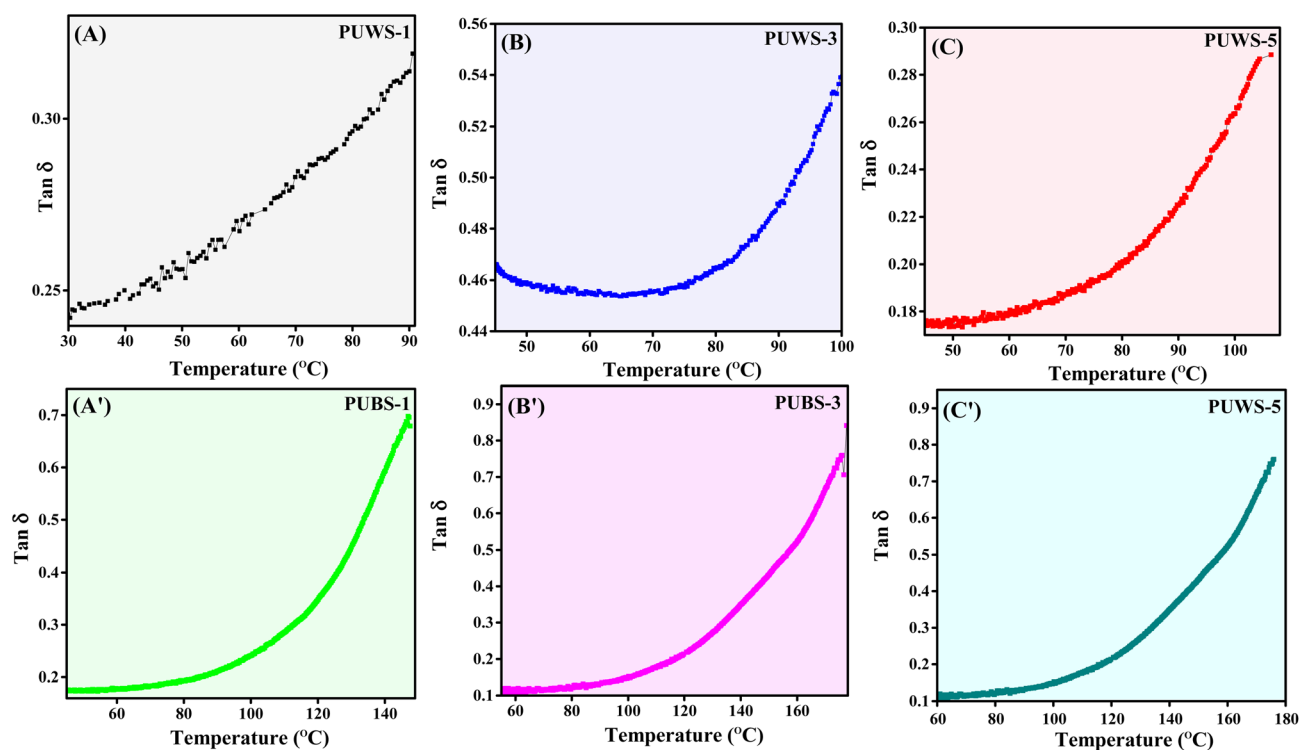 (A) PUWS-1
Tan δ
0.30
0.25
30 40 50 60 70 80 90
Temperature (°C)
(B) PUWS-3
Tan δ
0.56
0.54
0.52
0.50
0.48
0.46
0.44
50 60 70 80 90 100
Temperature (°C)
(C) PUWS-5
Tan δ
0.30
0.28
0.26
0.24
0.22
0.20
0.18
50 60 70 80 90 100
Temperature (°C)
(A') PUBS-1
Tan δ
0.7
0.6
0.5
0.4
0.3
0.2
60 80 100 120 140
Temperature (°C)
(B') PUBS-3
Tan δ
0.9
0.8
0.7
0.6
0.5
0.4
0.3
0.2
0.1
60 80 100 120 140 160
Temperature (°C)
(C') PUWS-5
Tan δ
0.9
0.8
0.7
0.6
0.5
0.4
0.3
0.2
0.1
60 80 100 120 140 160 180
Temperature (°C)